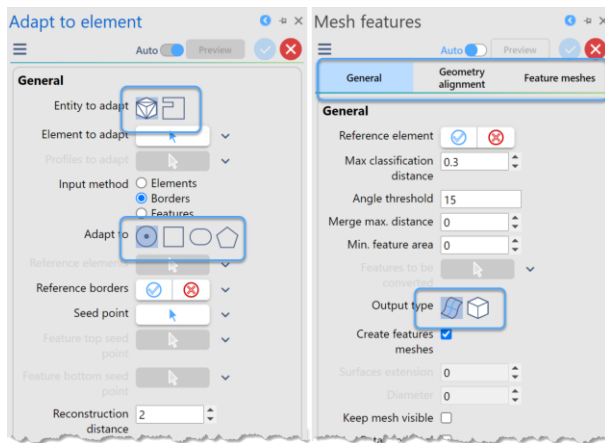 Adapt to element
Auto Preview
General
Entity to adapt
Element to adapt
Profiles to adapt
Input method Elements
Borders
Features
Adapt to
Reference elements
Reference borders
Seed point
Feature top seed
point
Feature bottom seed
point
Reconstruction 2
distance
Mesh features
Auto Preview
General Geometry Feature meshes
alignment
General
Reference element
Max classification 0.3
distance
Angle threshold 15
Merge max. distance 0
Min. feature area 0
Features to be
converted
Output type
Create features
meshes
Surfaces extension 0
Diameter 0
Keep mesh visible